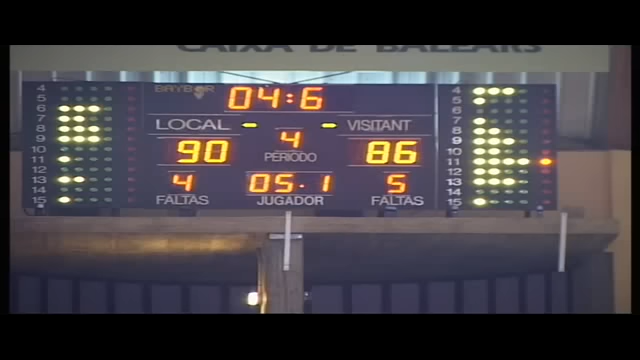 CAIXA DE BALEARS
BAYBOR
04:6
LOCAL VISITANT
4
90 PERIODO 86
4 05.1 5
FALTAS JUGADOR FALTAS
4 4
5 5
6 6
7 7
8 8
9 9
10 10
11 11
12 12
13 13
14 14
15 15